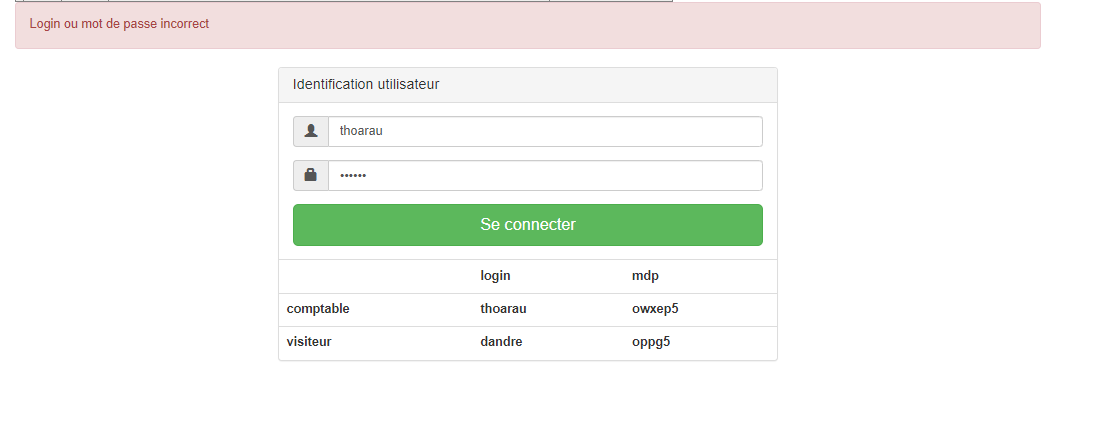 Login ou mot de passe incorrect
Identification utilisateur
thoarau
••••••
Se connecter
login mdp
comptable thoarau owxep5
visiteur dandre oppg5